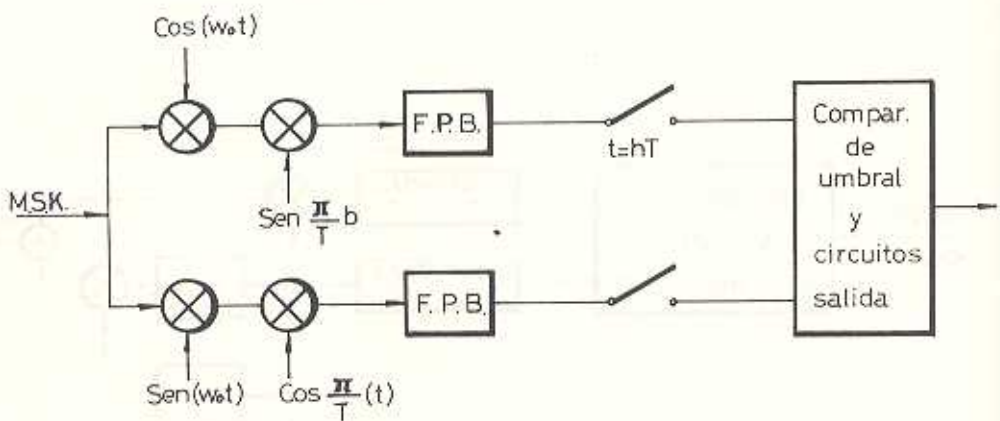 Cos(w₀t)
F.P.B.
t=hT
Sen π/T b
M.S.K.
Compar.
de
umbral
y
circuitos
salida
F.P.B.
Sen(w₀t)
Cos π/T (t)